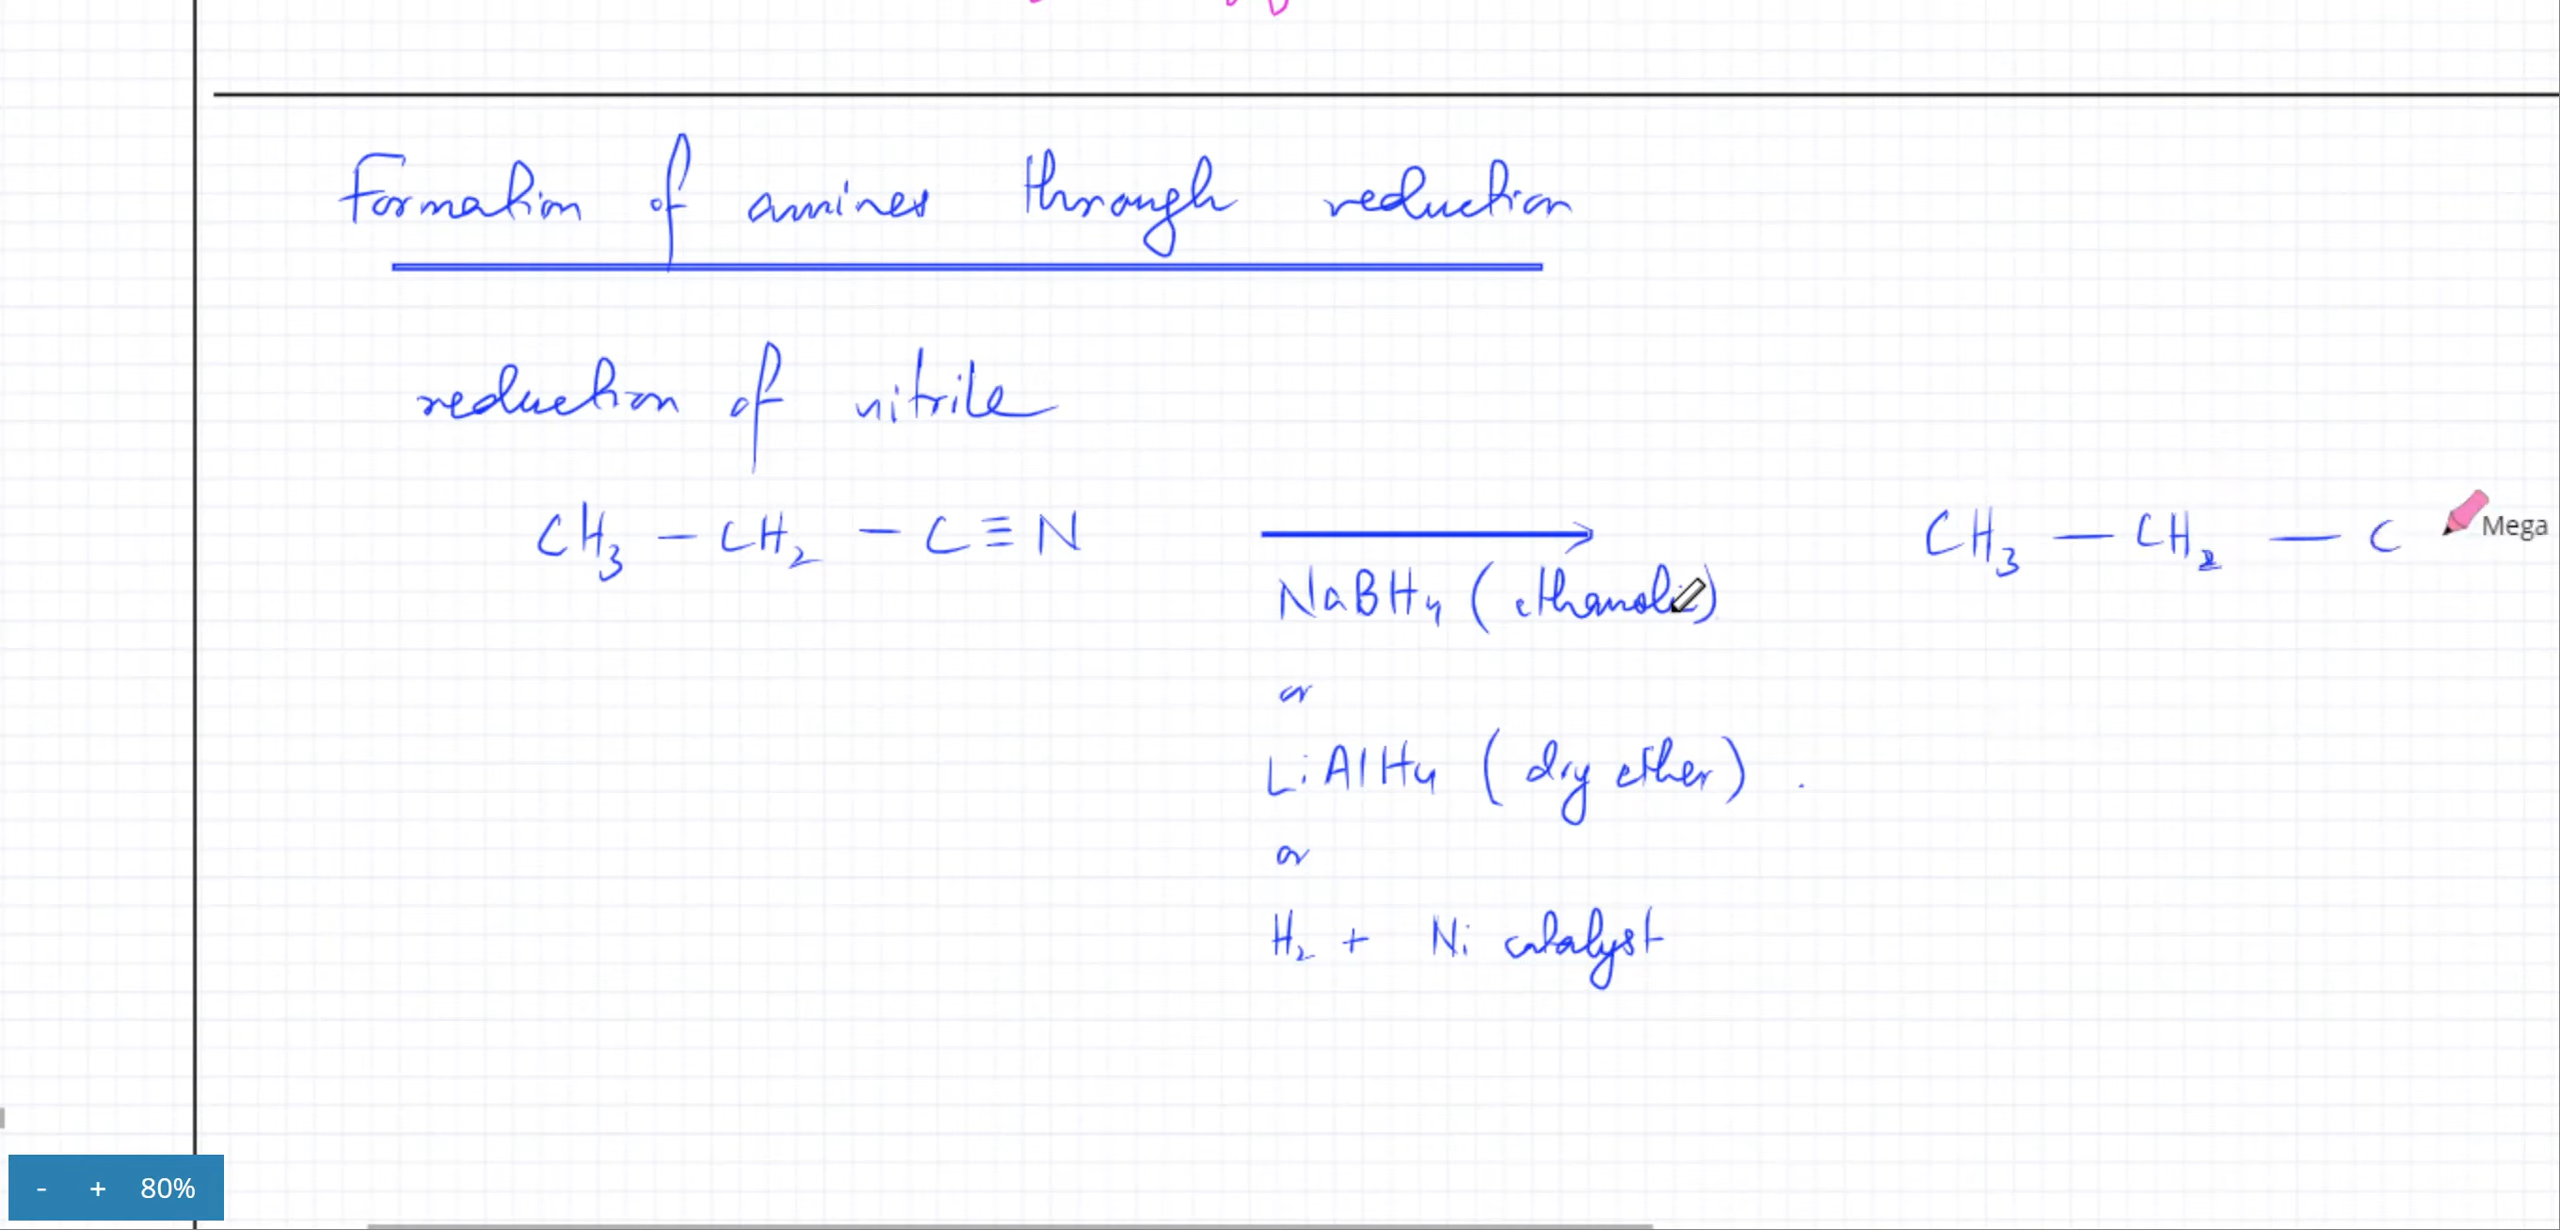 Formation of amines through reduction
reduction of nitrile
CH₃ — CH₂ — C≡N → CH₃ — CH₂ — C
Mega
NaBH₄ (ethanolic)
or
LiAlH₄ (dry ether) .
or
H₂ + Ni catalyst
- + 80%